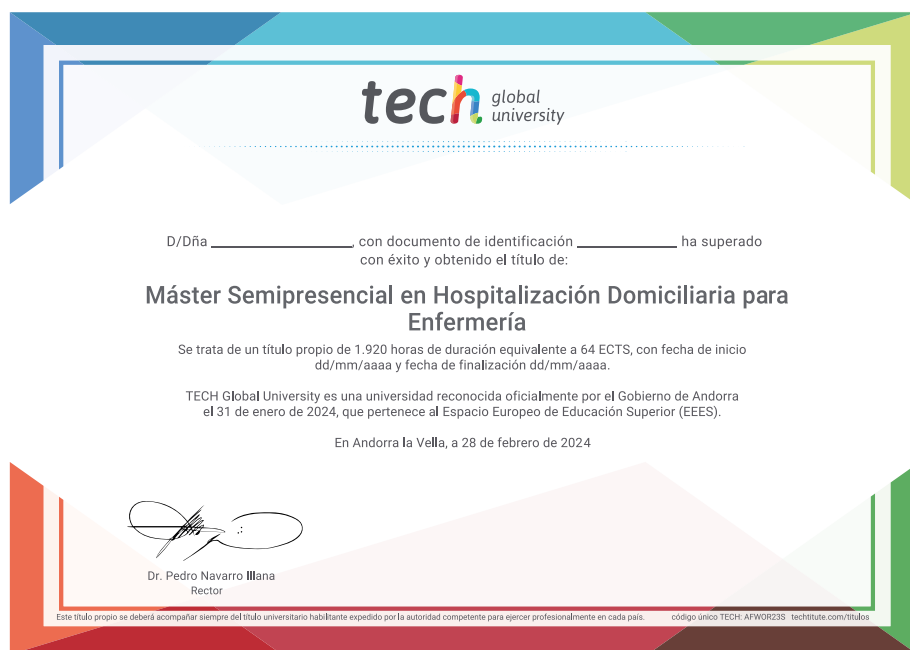 tech global university
D/Dña ________________, con documento de identificación ____________ ha superado
con éxito y obtenido el título de:
Máster Semipresencial en Hospitalización Domiciliaria para
Enfermería
Se trata de un título propio de 1.920 horas de duración equivalente a 64 ECTS, con fecha de inicio
dd/mm/aaaa y fecha de finalización dd/mm/aaaa.
TECH Global University es una universidad reconocida oficialmente por el Gobierno de Andorra
el 31 de enero de 2024, que pertenece al Espacio Europeo de Educación Superior (EEES).
En Andorra la Vella, a 28 de febrero de 2024
Dr. Pedro Navarro Illana
Rector
Este título propio se deberá acompañar siempre del título universitario habilitante expedido por la autoridad competente para ejercer profesionalmente en cada país. código único TECH: AFWOR23S techtitute.com/titulos